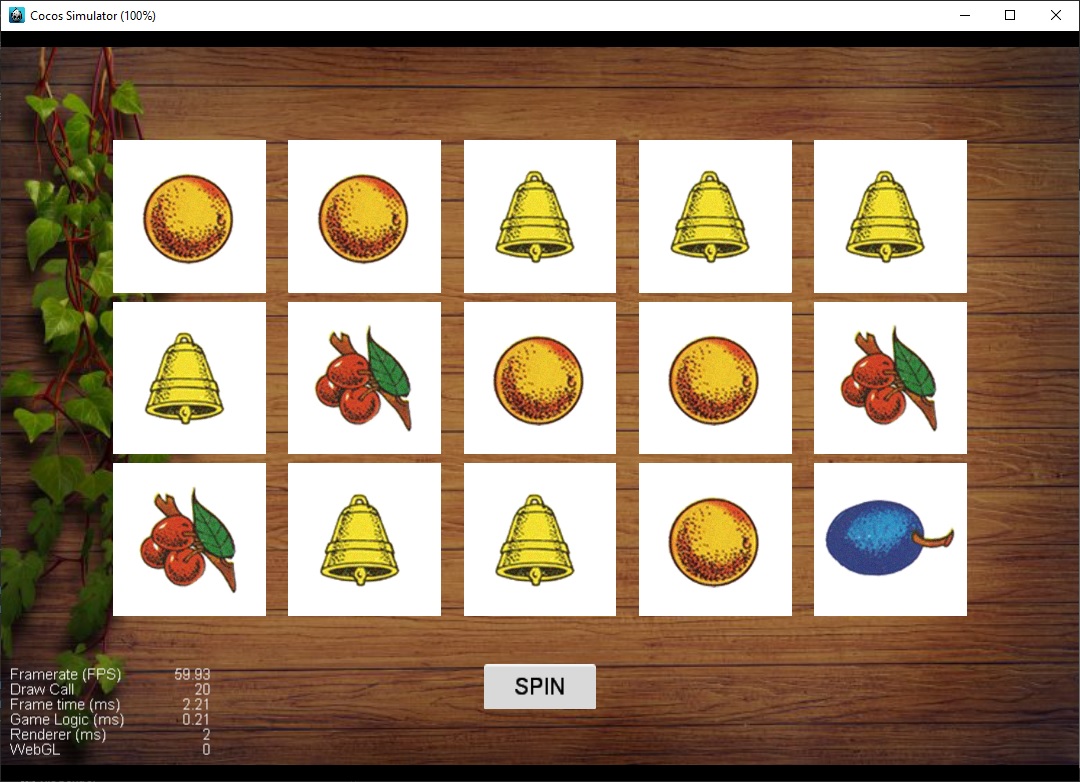 Cocos Simulator (100%)
SPIN
Framerate (FPS) 59.93
Draw Call 20
Frame time (ms) 2.21
Game Logic (ms) 0.21
Renderer (ms) 2
WebGL 0